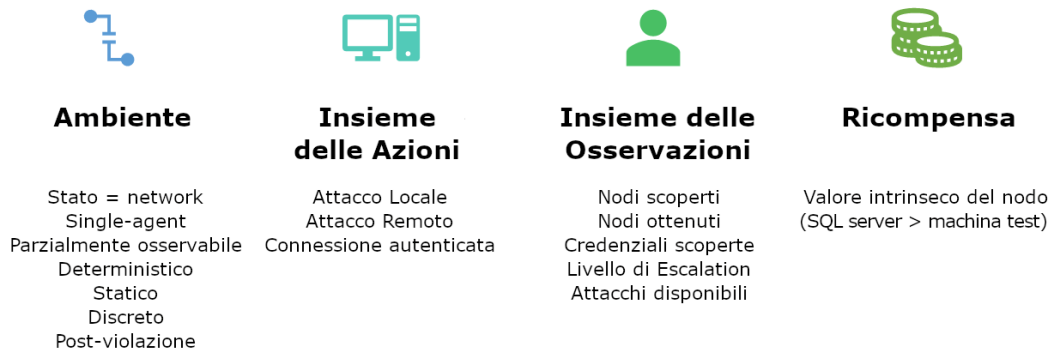 Ambiente
Stato = network
Single-agent
Parzialmente osservabile
Deterministico
Statico
Discreto
Post-violazione
Insieme
delle Azioni
Attacco Locale
Attacco Remoto
Connessione autenticata
Insieme delle
Osservazioni
Nodi scoperti
Nodi ottenuti
Credenziali scoperte
Livello di Escalation
Attacchi disponibili
Ricompensa
Valore intrinseco del nodo
(SQL server > machina test)